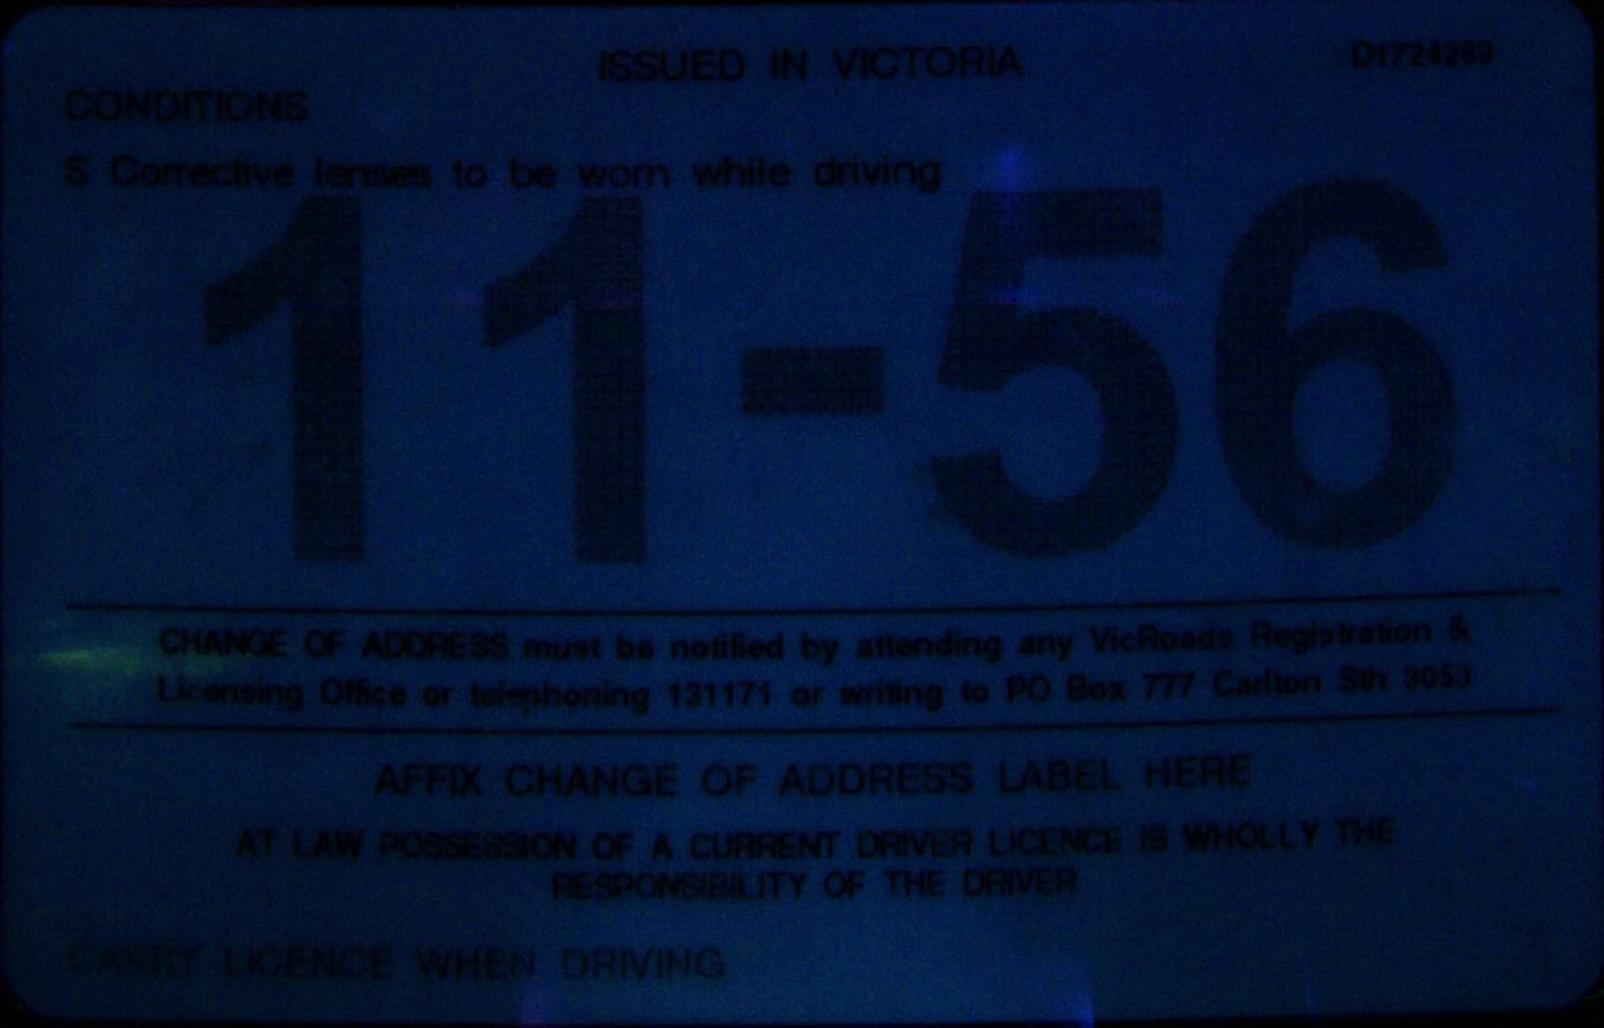 ISSUED IN VICTORIA
D1724283
CONDITIONS
S Corrective lenses to be worn while driving
11-56
CHANGE OF ADDRESS must be notified by attending any VicRoads Registration &
Licensing Office or telephoning 131171 or writing to PO Box 777 Carlton Sth 3053
AFFIX CHANGE OF ADDRESS LABEL HERE
AT LAW POSSESSION OF A CURRENT DRIVER LICENCE IS WHOLLY THE
RESPONSIBILITY OF THE DRIVER
CARRY LICENCE WHEN DRIVING